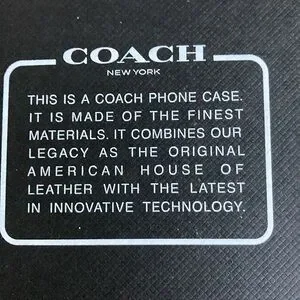 COACH
NEW YORK
THIS IS A COACH PHONE CASE.
IT IS MADE OF THE FINEST
MATERIALS. IT COMBINES OUR
LEGACY AS THE ORIGINAL
AMERICAN HOUSE OF
LEATHER WITH THE LATEST
IN INNOVATIVE TECHNOLOGY.